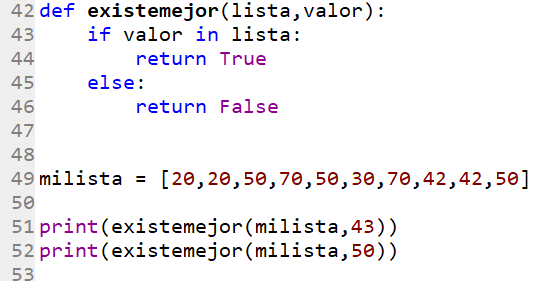 42 def existemejor(lista,valor):
43     if valor in lista:
44         return True
45     else:
46         return False
47
48
49 milista = [20,20,50,70,50,30,70,42,42,50]
50
51 print(existemejor(milista,43))
52 print(existemejor(milista,50))
53